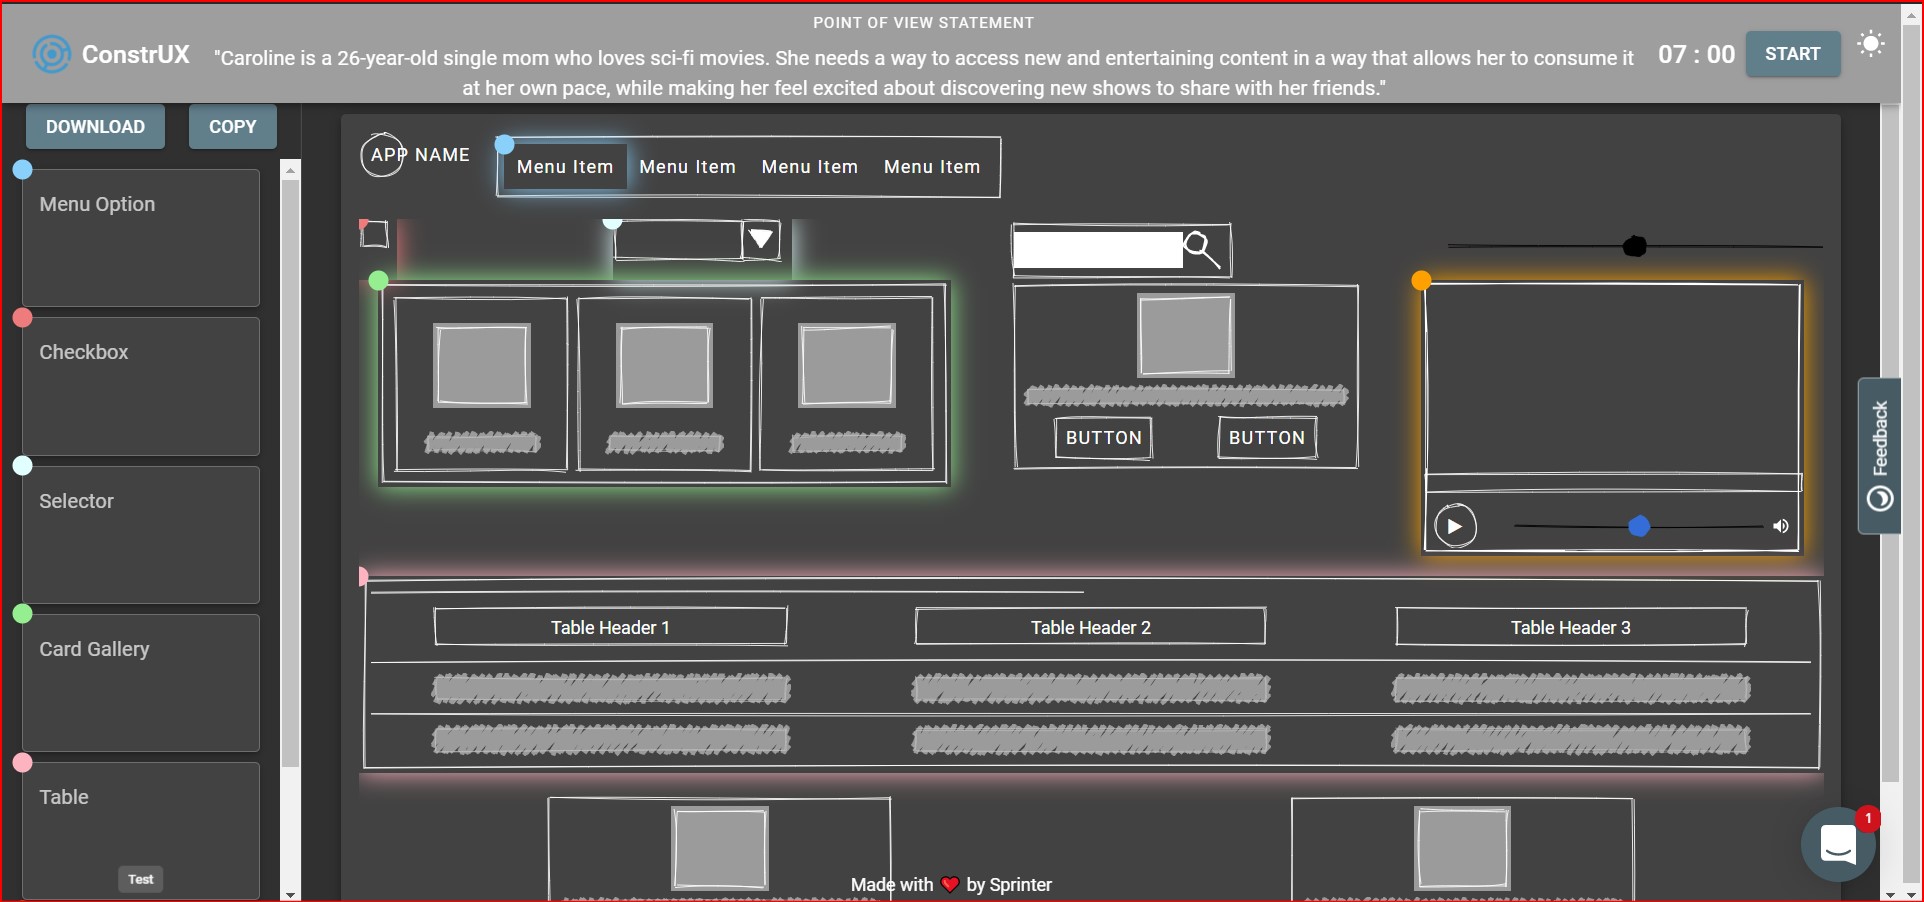 POINT OF VIEW STATEMENT
ConstrUX
"Caroline is a 26-year-old single mom who loves sci-fi movies. She needs a way to access new and entertaining content in a way that allows her to consume it
at her own pace, while making her feel excited about discovering new shows to share with her friends."
07 : 00
START
DOWNLOAD
COPY
APP NAME
Menu Item
Menu Item
Menu Item
Menu Item
Menu Option
Checkbox
Selector
Card Gallery
Table
Test
BUTTON
BUTTON
Feedback
Table Header 1
Table Header 2
Table Header 3
1
Made with ❤️ by Sprinter